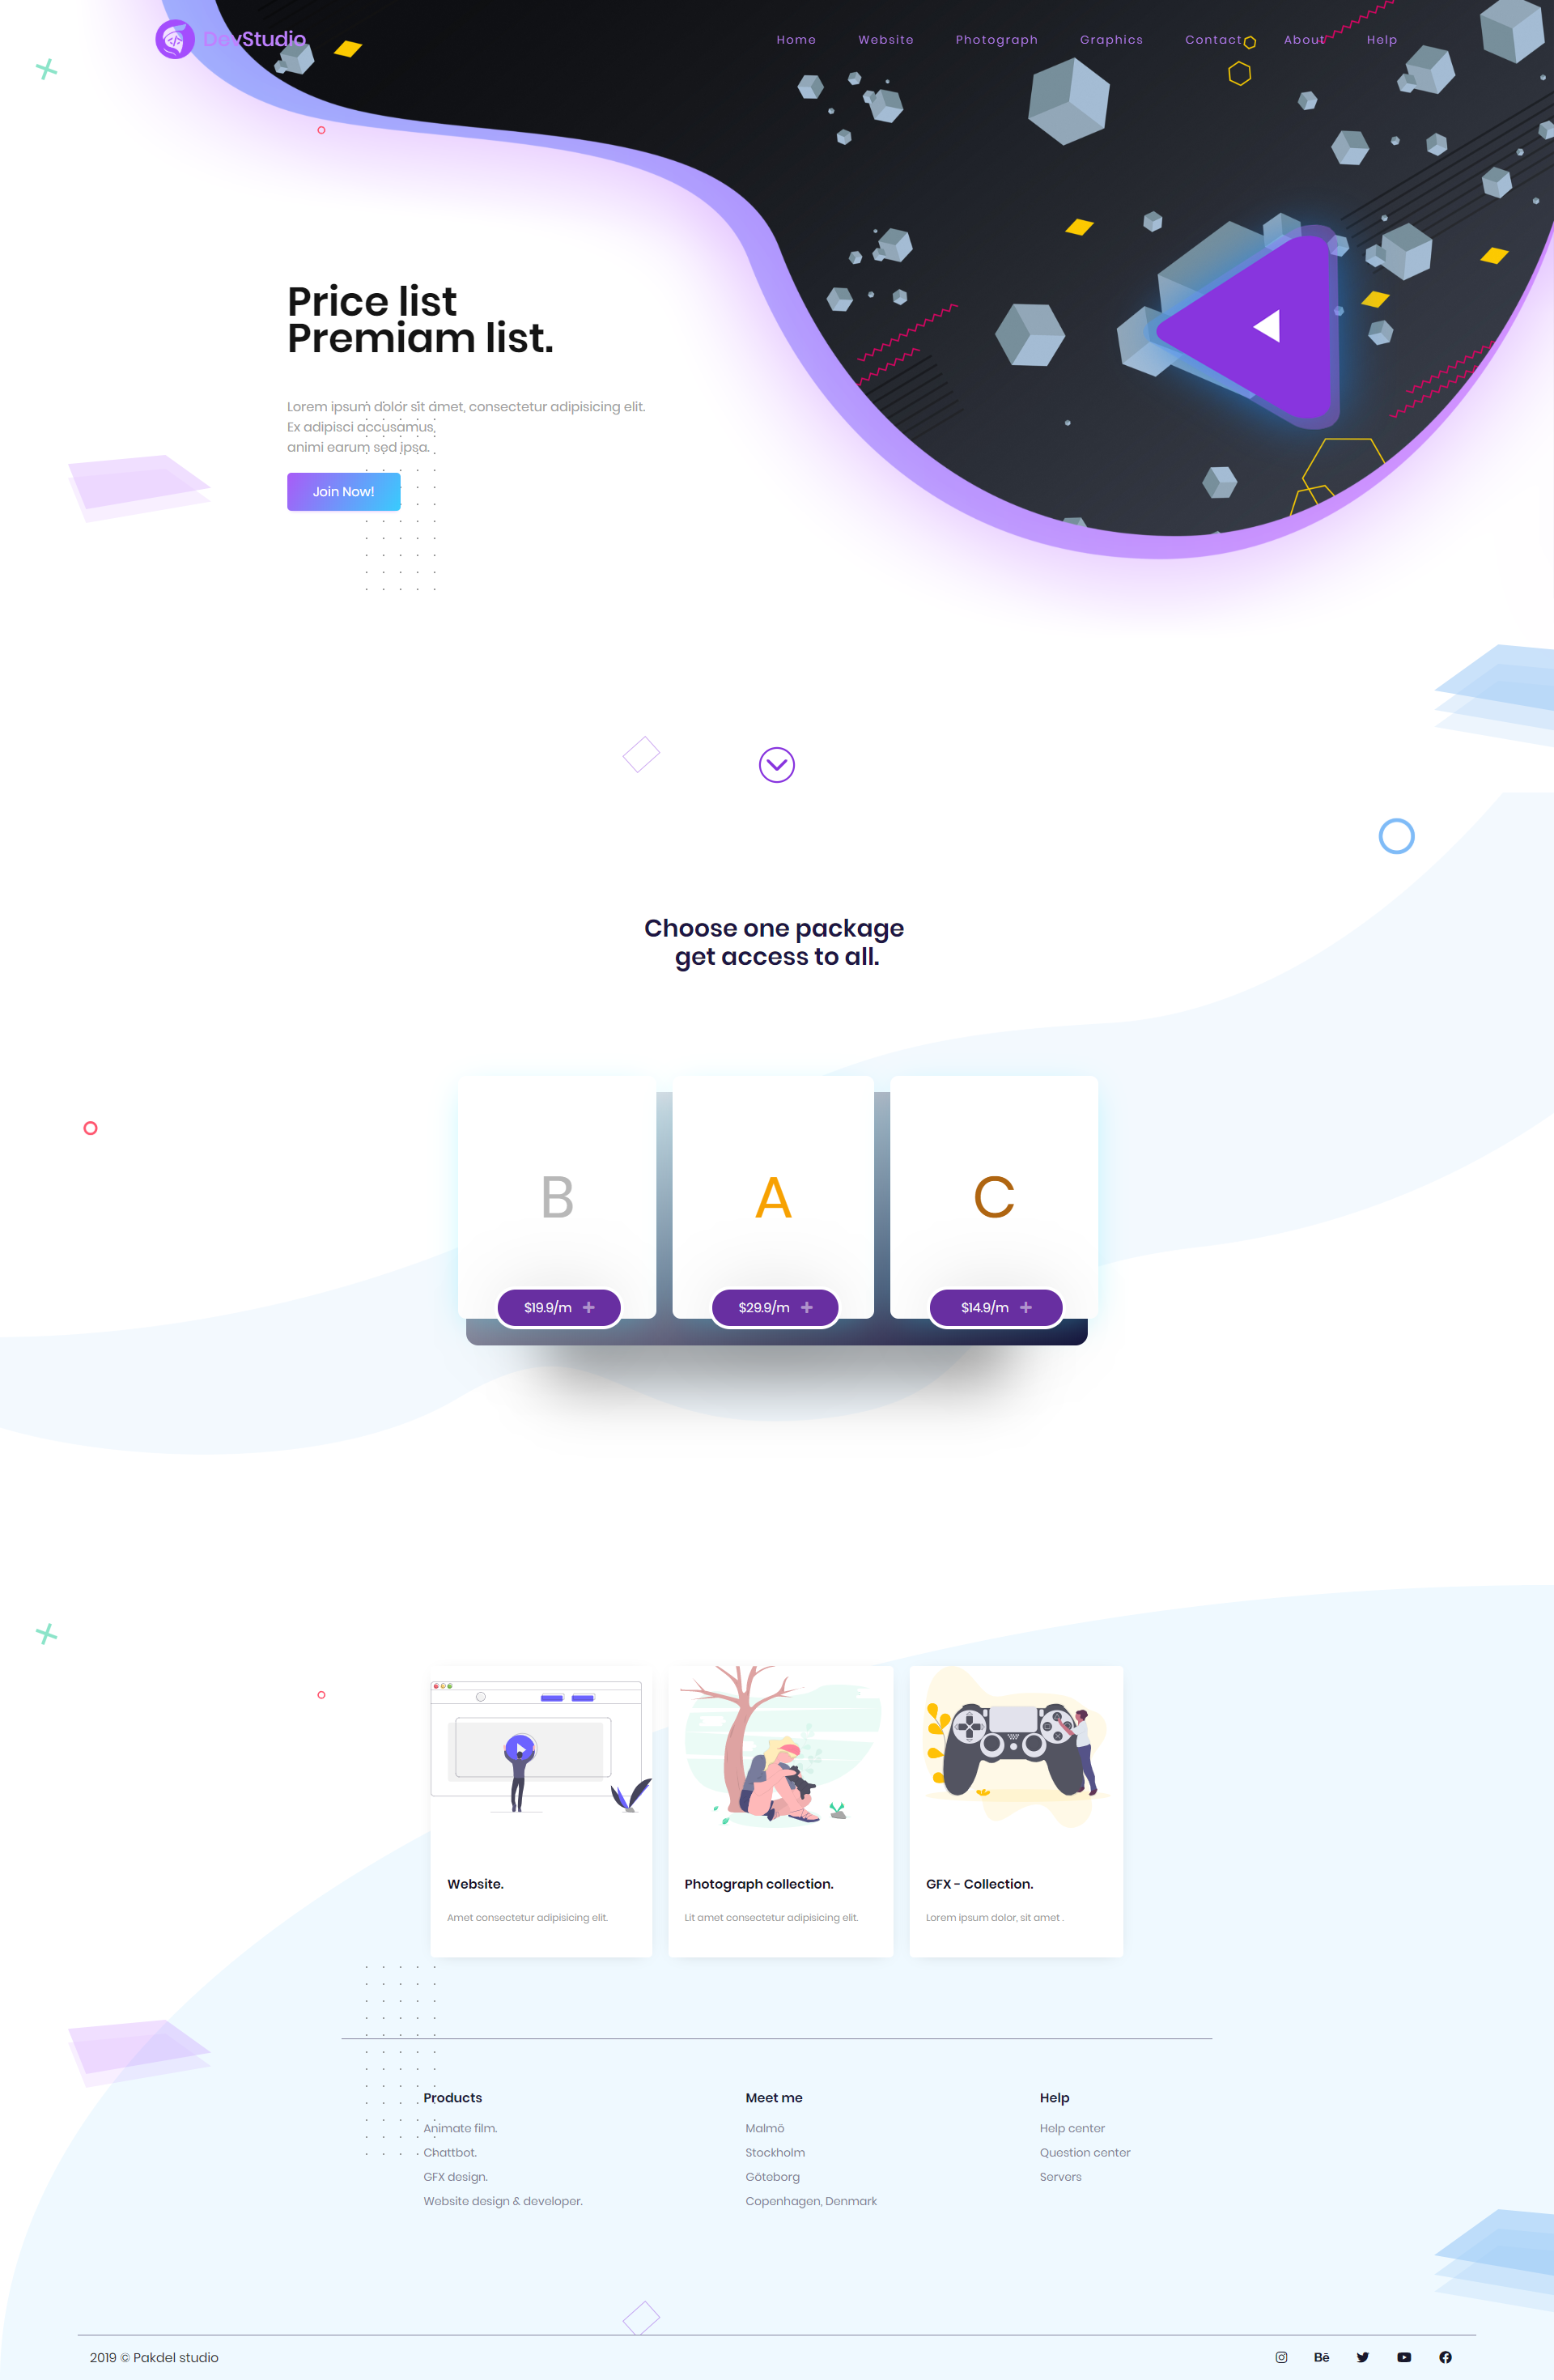 DevStudio
Home Website Photograph Graphics Contact About Help
Price list
Premiam list.
Lorem ipsum dolor sit amet, consectetur adipisicing elit.
Ex adipisci accusamus,
animi earum sed ipsa.
Join Now!
Choose one package
get access to all.
B
A
C
$19.9/m
$29.9/m
$14.9/m
Website.
Amet consectetur adipisicing elit.
Photograph collection.
Lit amet consectetur adipisicing elit.
GFX - Collection.
Lorem ipsum dolor, sit amet .
Products
Animate film.
Chattbot.
GFX design.
Website design & developer.
Meet me
Malmö
Stockholm
Göteborg
Copenhagen, Denmark
Help
Help center
Question center
Servers
2019 © Pakdel studio